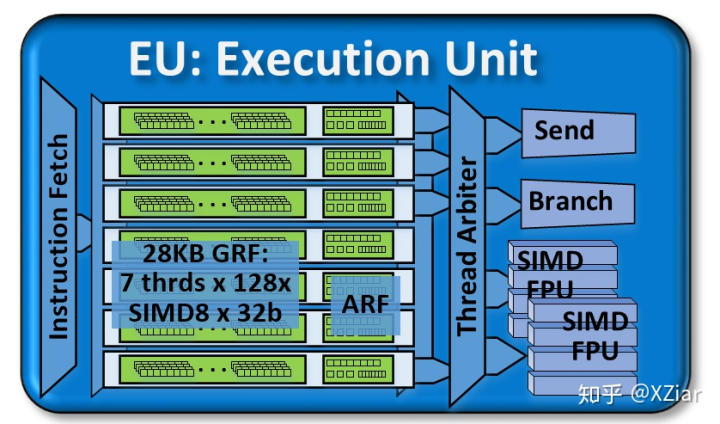 EU: Execution Unit
Instruction Fetch
28KB GRF:
7 thrds x 128x
SIMD8 x 32b
ARF
Thread Arbiter
Send
Branch
SIMD
FPU
SIMD
FPU
知乎 @XZiar